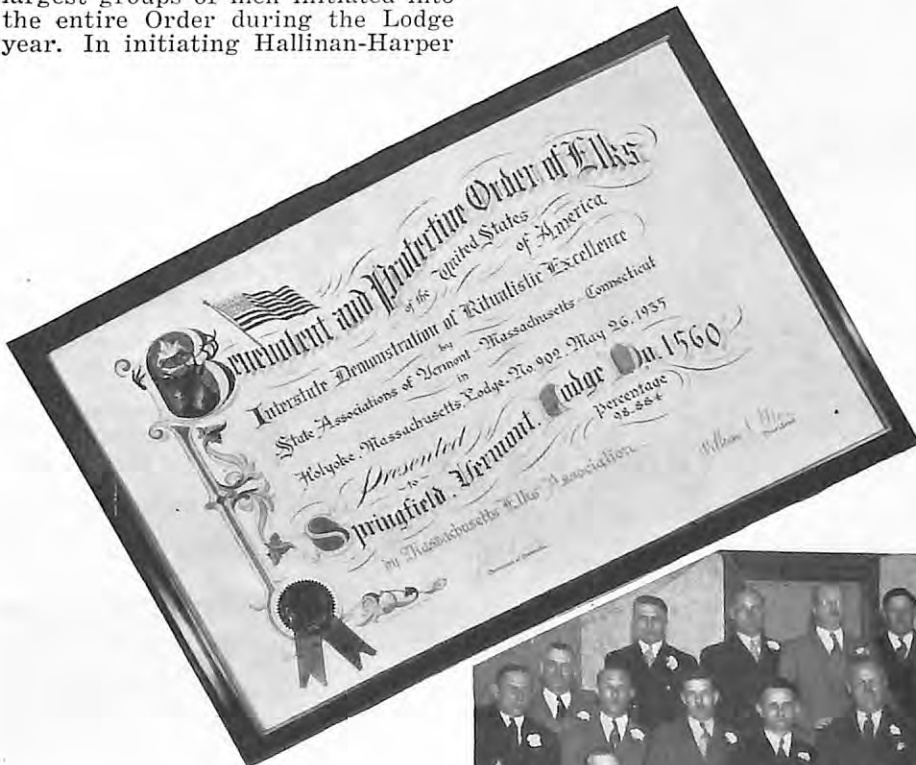 largest groups of men initiated into
the entire Order during the Lodge
year. In initiating Hallinan-Harper
Benevolent and Protective Order of Elks
of the United States
of America
Interstate Demonstration of Ritualistic Excellence
by
State Associations of Vermont-Massachusetts-Connecticut
in
Holyoke, Massachusetts, Lodge, No. 902, May 26, 1935
presented
to
Springfield, Vermont, Lodge No. 1560
percentage
98.884
by Massachusetts Elks Association
William